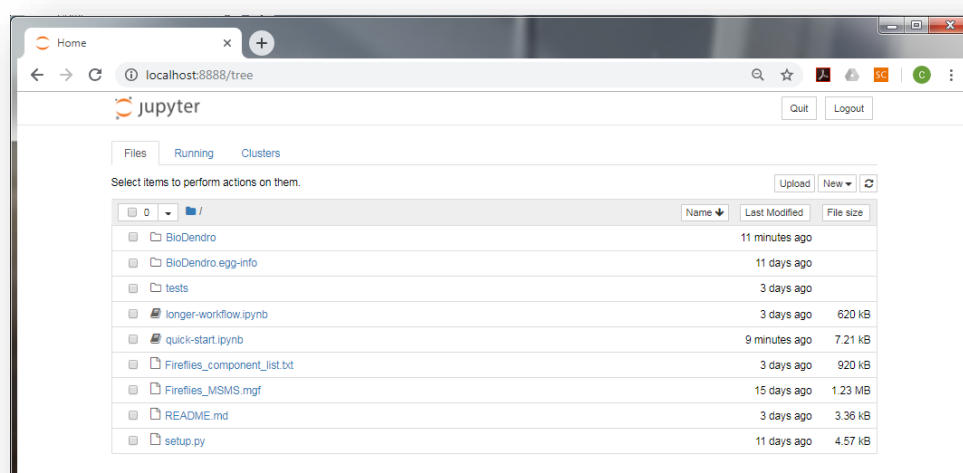 Home
localhost:8888/tree
SC
C
jupyter
Quit Logout
Files Running Clusters
Select items to perform actions on them.
Upload New
0 / Name Last Modified File size
BioDendro 11 minutes ago
BioDendro.egg-info 11 days ago
tests 3 days ago
longer-workflow.ipynb 3 days ago 620 kB
quick-start.ipynb 9 minutes ago 7.21 kB
Fireflies_component_list.txt 3 days ago 920 kB
Fireflies_MSMS.mgf 15 days ago 1.23 MB
README.md 3 days ago 3.36 kB
setup.py 11 days ago 4.57 kB